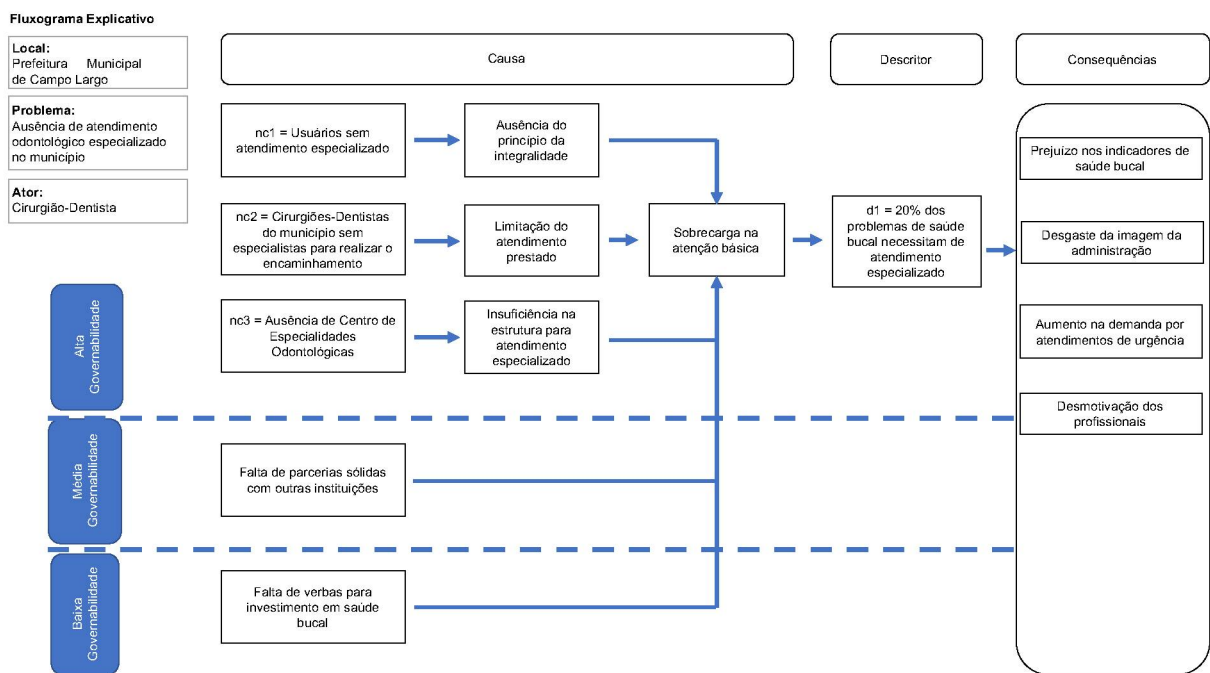 Fluxograma Explicativo
Local:
Prefeitura Municipal
de Campo Largo
Problema:
Ausência de atendimento
odontológico especializado
no município
Ator:
Cirurgião-Dentista
Causa
Descritor
Consequências
nc1 = Usuários sem
atendimento especializado
Ausência do
princípio da
integralidade
nc2 = Cirurgiões-Dentistas
do município sem
especialistas para realizar o
encaminhamento
Limitação do
atendimento
prestado
nc3 = Ausência de Centro de
Especialidades
Odontológicas
Insuficiência na
estrutura para
atendimento
especializado
Sobrecarga na
atenção básica
d1 = 20% dos
problemas de saúde
bucal necessitam de
atendimento
especializado
Prejuízo nos indicadores de
saúde bucal
Desgaste da imagem da
administração
Aumento na demanda por
atendimentos de urgência
Desmotivação dos
profissionais
Alta
Governabilidade
Média
Governabilidade
Falta de parcerias sólidas
com outras instituições
Baixa
Governabilidade
Falta de verbas para
investimento em saúde
bucal